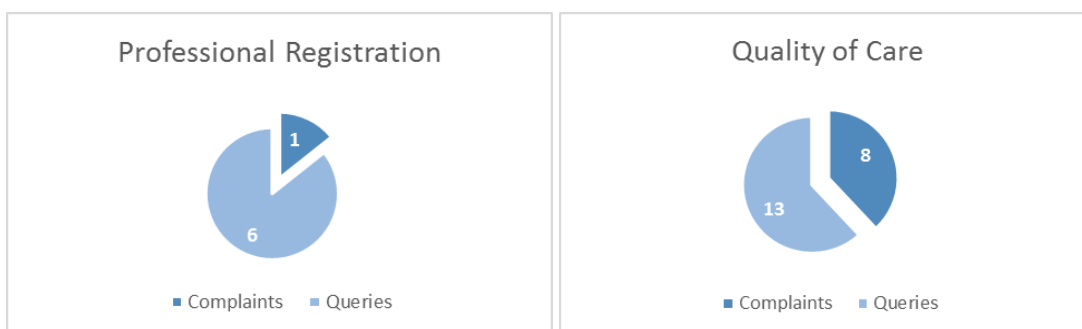 Professional Registration
1
6
Complaints Queries
Quality of Care
8
13
Complaints Queries